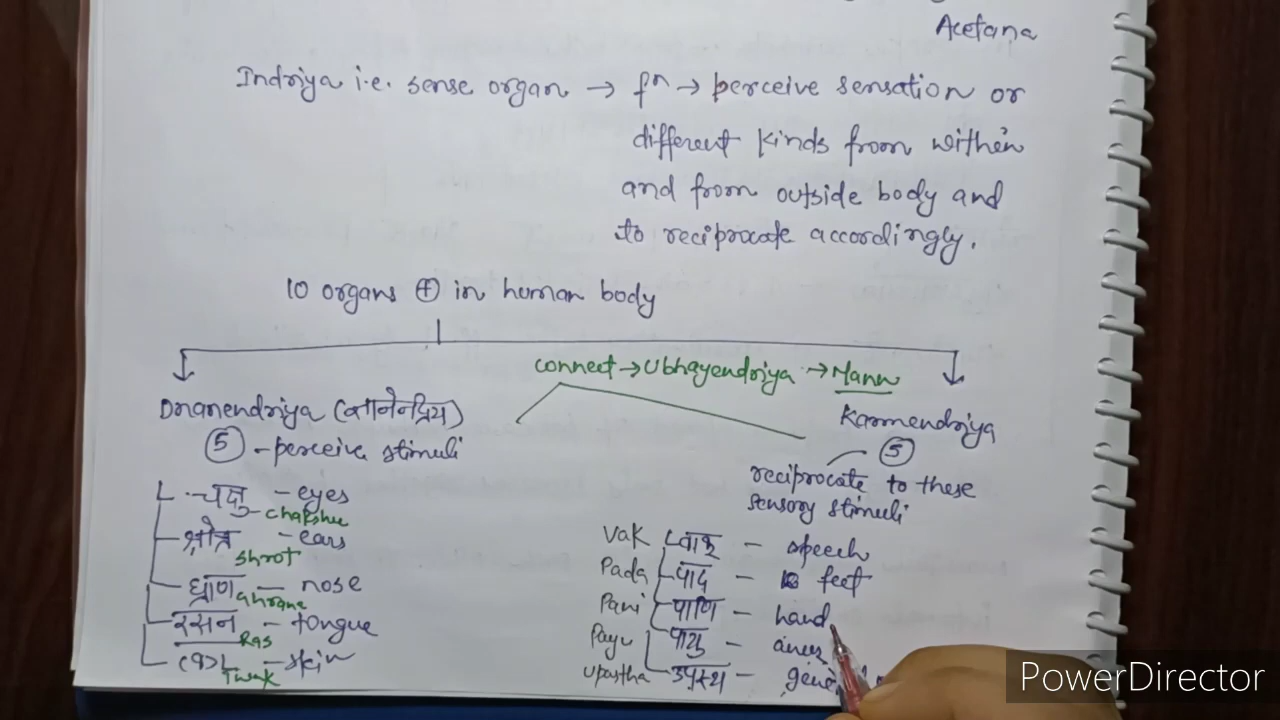 Acetana
Indriya i.e. sense organ → fⁿ → perceive sensation or
different kinds from within
and from outside body and
to reciprocate accordingly.
10 organs ⊕ in human body
connect → Ubhayendriya → Mann
Dnanendriya (ज्ञानेन्द्रिय)
⑤ - perceive stimuli
Karmendriya
⑤
reciprocate to these
sensory stimuli
चक्षु - eyes
chakshu
श्रोत्र - ears
shrot
घ्राण - nose
Ghrana
रसन - tongue
Ras
त्वक् - skin
Twak
Vak वाक् - speech
Pada पाद - feet
Pani पाणि - hand
Payu पायु - anus
Upastha उपस्थ -
PowerDirector